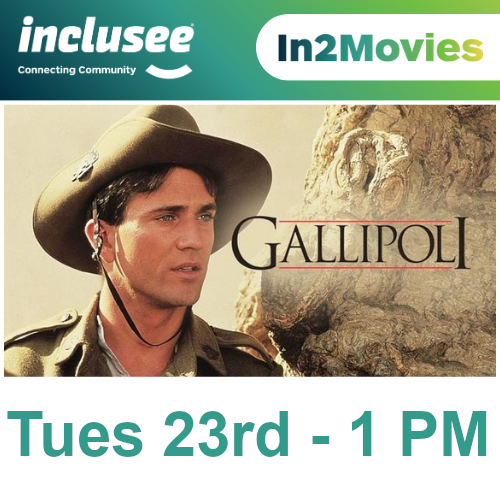 inclusee
Connecting Community
In2Movies
GALLIPOLI
Tues 23rd - 1 PM